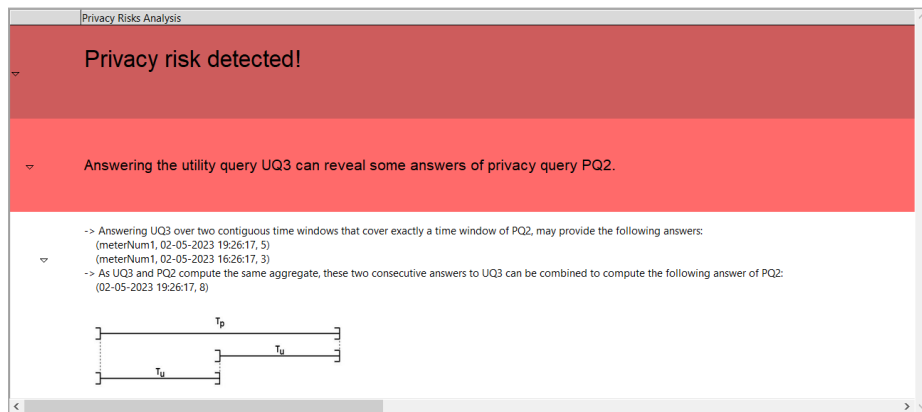 Privacy Risks Analysis
Privacy risk detected!
Answering the utility query UQ3 can reveal some answers of privacy query PQ2.
-> Answering UQ3 over two contiguous time windows that cover exactly a time window of PQ2, may provide the following answers:
(meterNum1, 02-05-2023 19:26:17, 5)
(meterNum1, 02-05-2023 16:26:17, 3)
-> As UQ3 and PQ2 compute the same aggregate, these two consecutive answers to UQ3 can be combined to compute the following answer of PQ2:
(02-05-2023 19:26:17, 8)
Tp
Tu
Tu